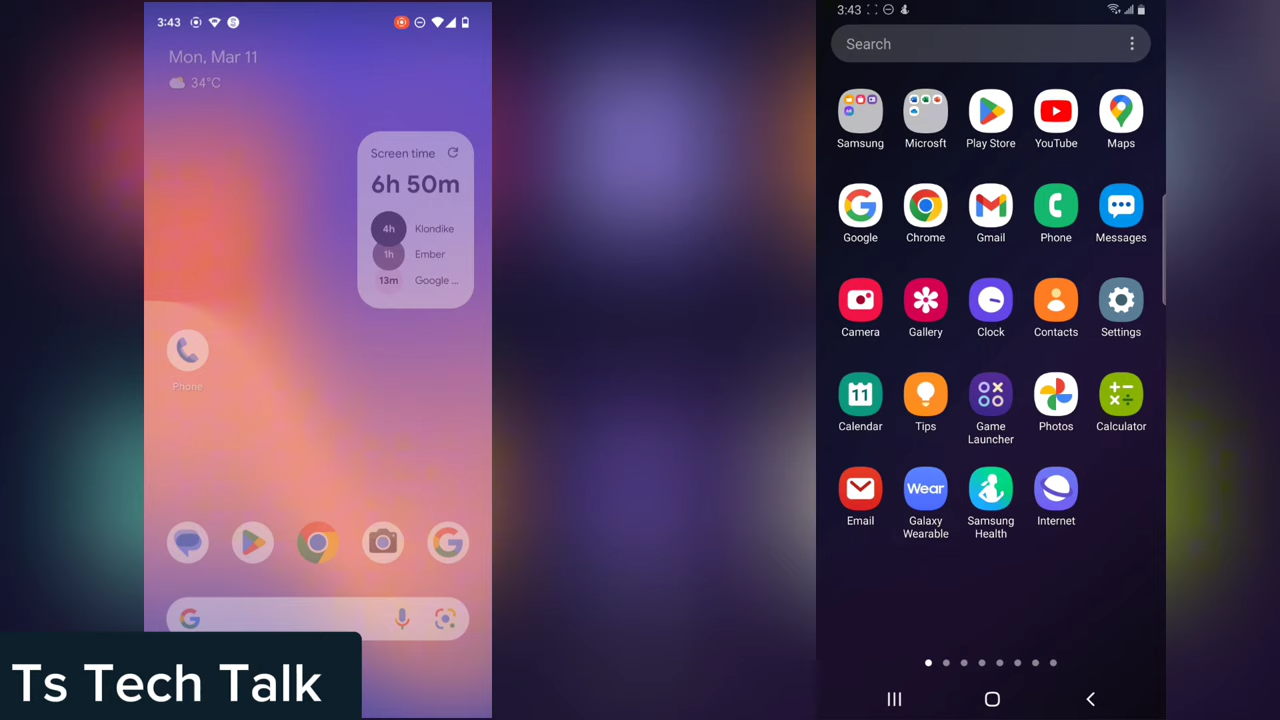 3:43
Mon, Mar 11
34°C
Screen time
6h 50m
4h Klondike
1h Ember
13m Google ...
Phone
Ts Tech Talk
3:43
Search
Samsung Microsft Play Store YouTube Maps
Google Chrome Gmail Phone Messages
Camera Gallery Clock Contacts Settings
11
Calendar Tips Game Launcher Photos Calculator
Wear
Email Galaxy Wearable Samsung Health Internet